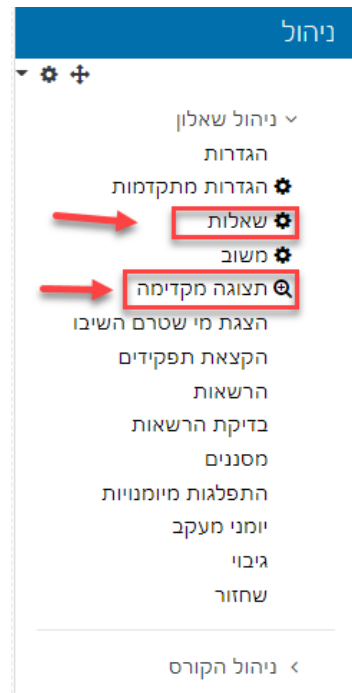 ניהול
ניהול שאלון
הגדרות
הגדרות מתקדמות
שאלות
משוב
תצוגה מקדימה
הצגת מי שטרם השיבו
הקצאת תפקידים
הרשאות
בדיקת הרשאות
מסננים
התפלגות מיומנויות
יומני מעקב
גיבוי
שחזור
ניהול הקורס